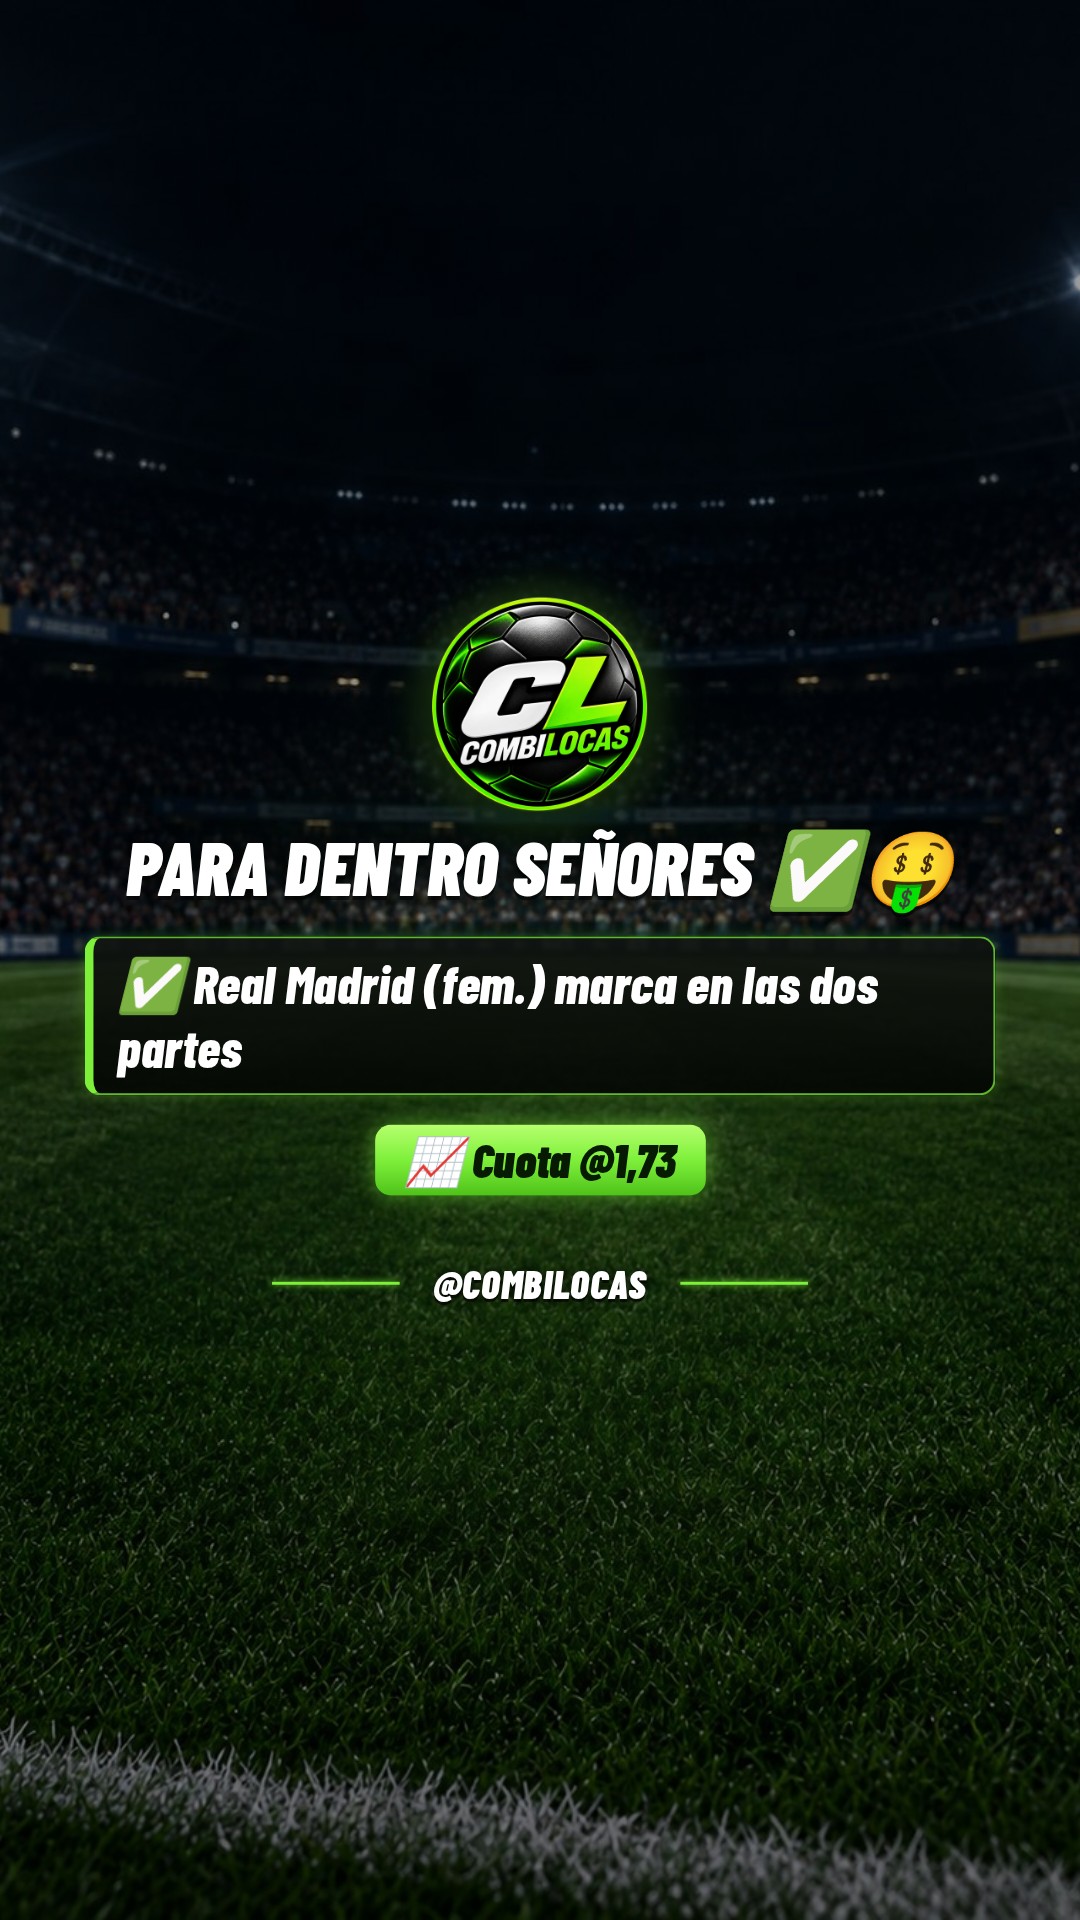 CL
COMBILOCAS
PARA DENTRO SEÑORES ✅🤑
✅ Real Madrid (fem.) marca en las dos
partes
📈 Cuota @1,73
@COMBILOCAS